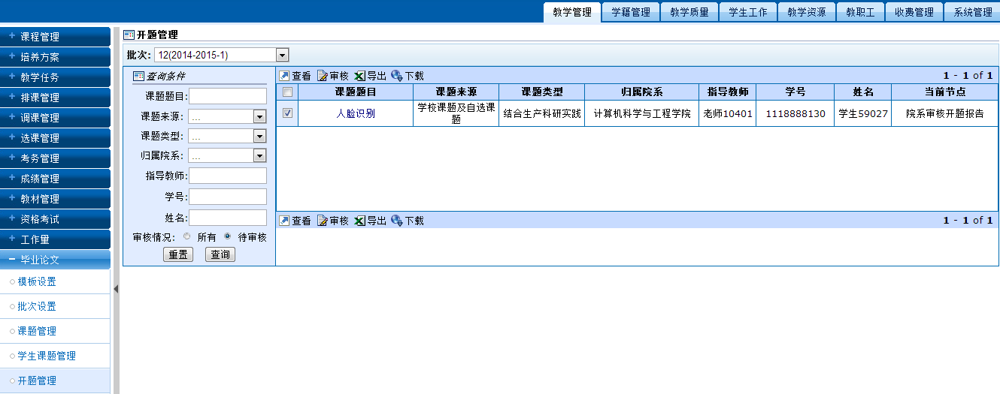 教学管理 学籍管理 教学质量 学生工作 教学资源 教职工 收费管理 系统管理
课程管理
培养方案
教学任务
排课管理
调课管理
选课管理
考务管理
成绩管理
教材管理
资格考试
工作量
毕业论文
模板设置
批次设置
课题管理
学生课题管理
开题管理
开题管理
批次: 12(2014-2015-1)
查询条件
课题题目:
课题来源: ...
课题类型: ...
归属院系: ...
指导教师:
学号:
姓名:
审核情况: 所有 待审核
重置 查询
查看 审核 导出 下载 1 - 1 of 1
课题题目 课题来源 课题类型 归属院系 指导教师 学号 姓名 当前节点
人脸识别 学校课题及自选课题 结合生产科研实践 计算机科学与工程学院 老师10401 1118888130 学生59027 院系审核开题报告
查看 审核 导出 下载 1 - 1 of 1